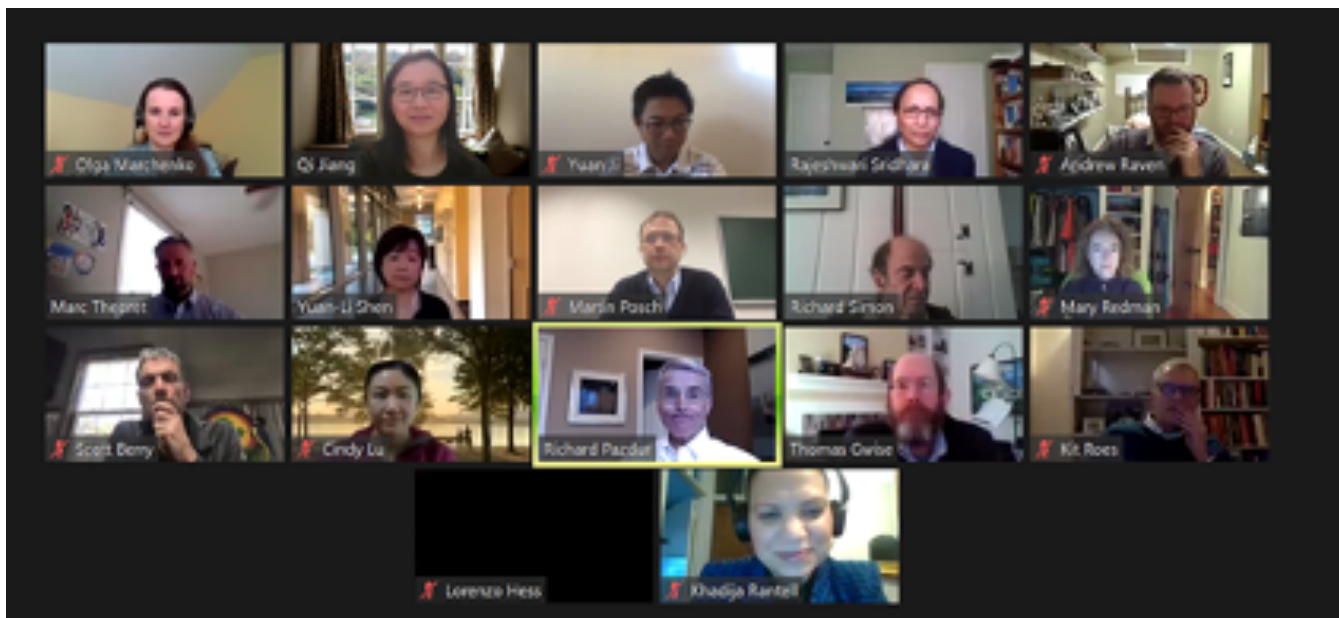 Olga Marchenko
Qi Jiang
Yuan Ji
Rajeshwari Sridhara
Andrew Raven
Marc Theoret
Yuan-Li Shen
Martin Posch
Richard Simon
Mary Redman
Scott Berry
Cindy Lu
Richard Pazdur
Thomas Gwise
Kit Roes
Lorenzo Hess
Khadija Rantell